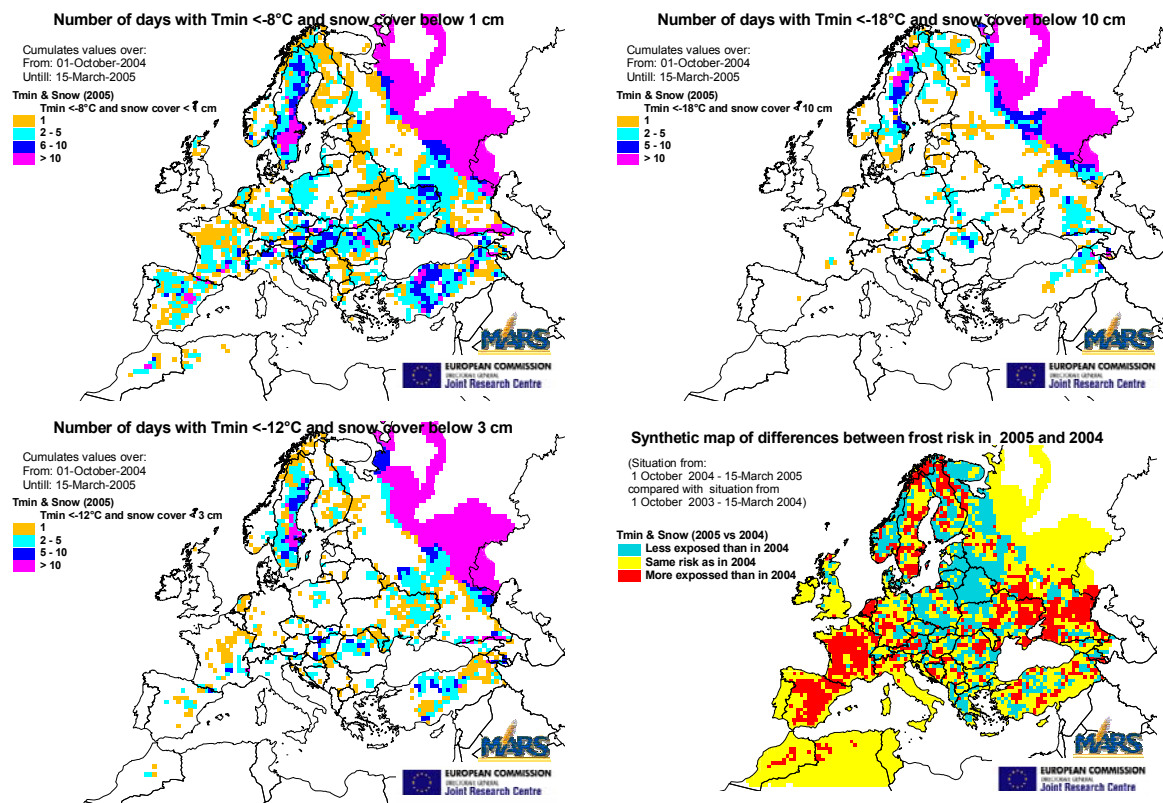 Number of days with Tmin <-8°C and snow cover below 1 cm
Cumulates values over:
From: 01-October-2004
Untill: 15-March-2005
Tmin & Snow (2005)
Tmin <-8°C and snow cover < 1 cm
1
2 - 5
6 - 10
> 10
MARS
EUROPEAN COMMISSION
DIRECTORATE GENERAL
Joint Research Centre
Number of days with Tmin <-18°C and snow cover below 10 cm
Cumulates values over:
From: 01-October-2004
Untill: 15-March-2005
Tmin & Snow (2005)
Tmin <-18°C and snow cover < 10 cm
1
2 - 5
5 - 10
> 10
MARS
EUROPEAN COMMISSION
DIRECTORATE GENERAL
Joint Research Centre
Number of days with Tmin <-12°C and snow cover below 3 cm
Cumulates values over:
From: 01-October-2004
Untill: 15-March-2005
Tmin & Snow (2005)
Tmin <-12°C and snow cover < 3 cm
1
2 - 5
5 - 10
> 10
MARS
EUROPEAN COMMISSION
DIRECTORATE GENERAL
Joint Research Centre
Synthetic map of differences between frost risk in 2005 and 2004
(Situation from:
1 October 2004 - 15-March 2005
compared with situation from
1 October 2003 - 15-March 2004)
Tmin & Snow (2005 vs 2004)
Less exposed than in 2004
Same risk as in 2004
More expossed than in 2004
MARS
EUROPEAN COMMISSION
DIRECTORATE GENERAL
Joint Research Centre